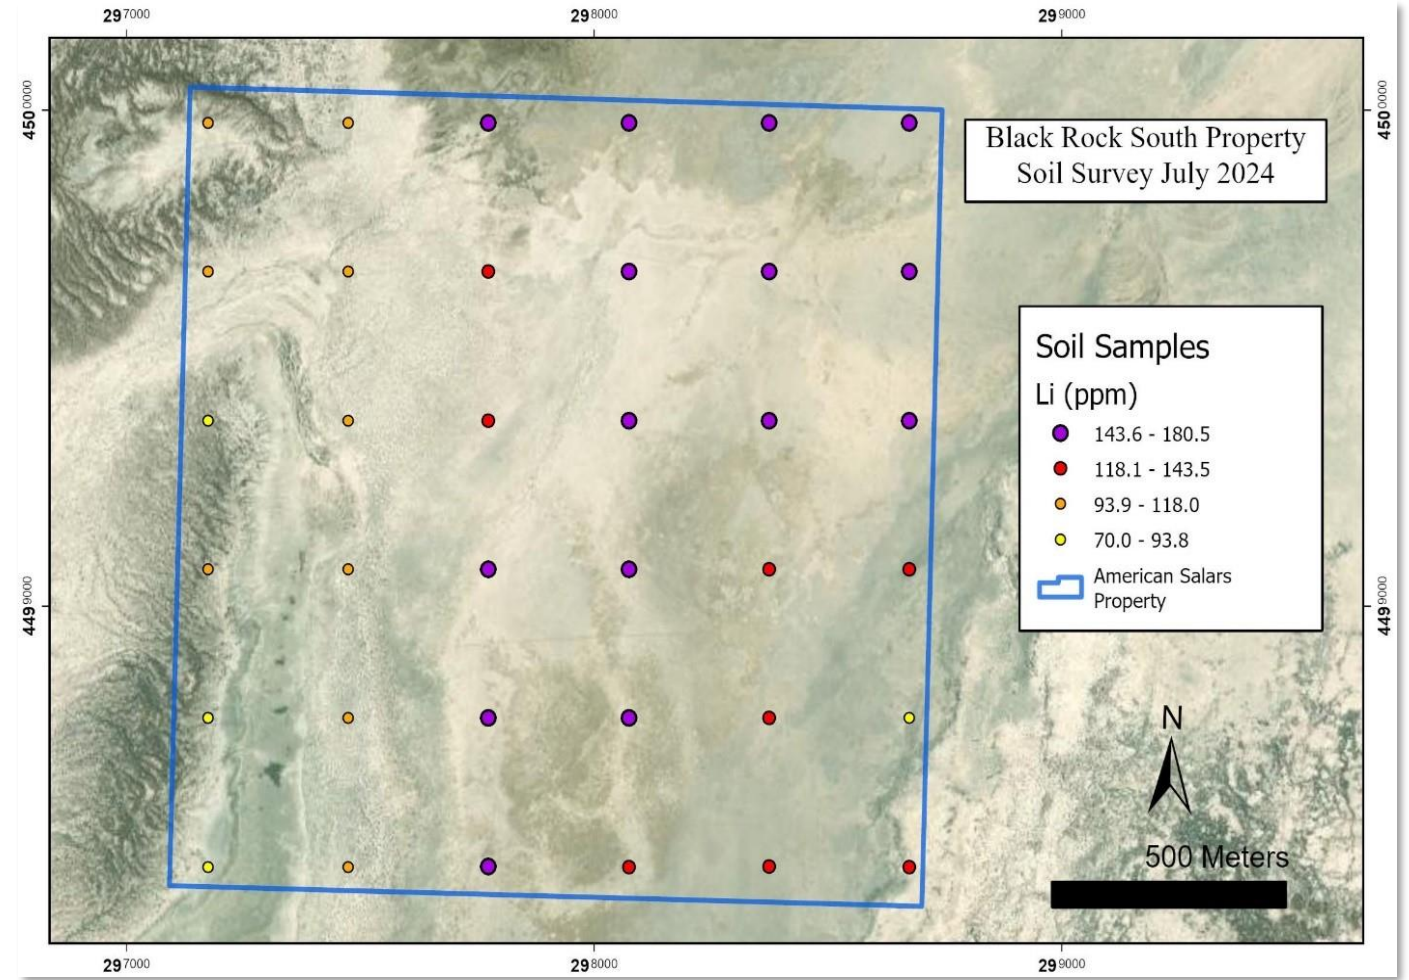 297000 298000 299000
4500000 4500000
Black Rock South Property
Soil Survey July 2024
Soil Samples
Li (ppm)
143.6 - 180.5
118.1 - 143.5
93.9 - 118.0
70.0 - 93.8
American Salars
Property
4499000 4499000
N
500 Meters
297000 298000 299000